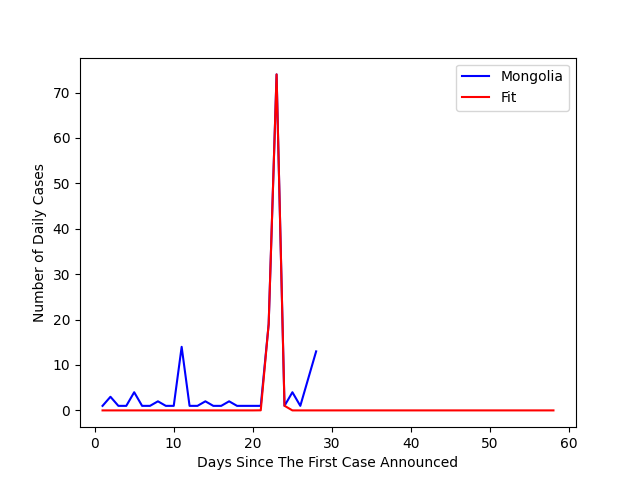 Mongolia
Fit
70
60
50
40
30
20
10
0
Number of Daily Cases
0 10 20 30 40 50 60
Days Since The First Case Announced